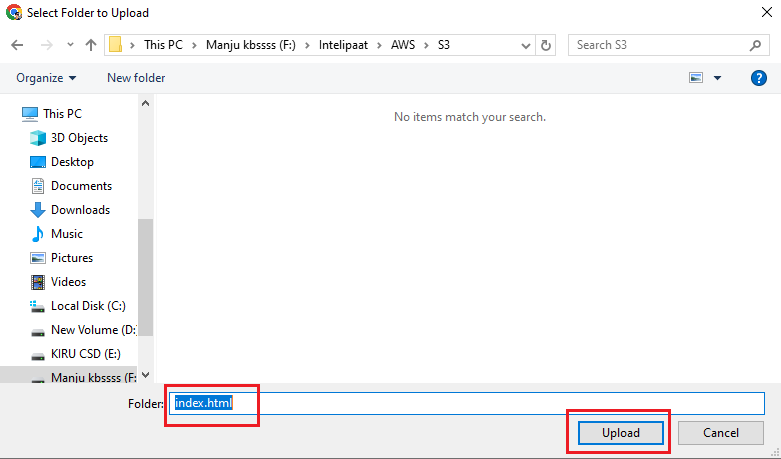 Select Folder to Upload
This PC > Manju kbssss (F:) > Intelipaat > AWS > S3
Search S3
Organize
New folder
?
No items match your search.
This PC
3D Objects
Desktop
Documents
Downloads
Music
Pictures
Videos
Local Disk (C:)
New Volume (D:
KIRU CSD (E:)
Manju kbssss (F:
Folder: index.html
Upload
Cancel